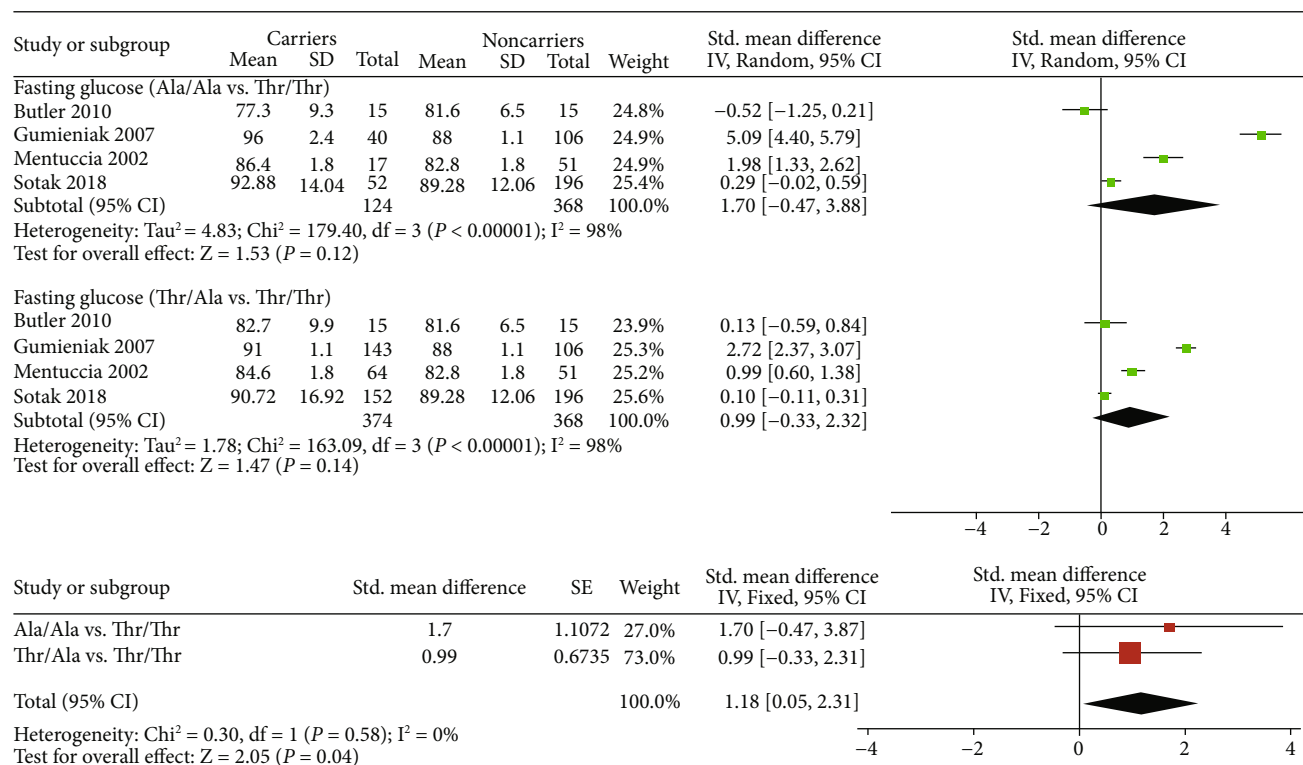 Study or subgroup Carriers Noncarriers Std. mean difference Std. mean difference
Mean SD Total Mean SD Total Weight IV, Random, 95% CI IV, Random, 95% CI
Fasting glucose (Ala/Ala vs. Thr/Thr)
Butler 2010 77.3 9.3 15 81.6 6.5 15 24.8% −0.52 [−1.25, 0.21]
Gumieniak 2007 96 2.4 40 88 1.1 106 24.9% 5.09 [4.40, 5.79]
Mentuccia 2002 86.4 1.8 17 82.8 1.8 51 24.9% 1.98 [1.33, 2.62]
Sotak 2018 92.88 14.04 52 89.28 12.06 196 25.4% 0.29 [−0.02, 0.59]
Subtotal (95% CI) 124 368 100.0% 1.70 [−0.47, 3.88]
Heterogeneity: Tau² = 4.83; Chi² = 179.40, df = 3 (P < 0.00001); I² = 98%
Test for overall effect: Z = 1.53 (P = 0.12)
Fasting glucose (Thr/Ala vs. Thr/Thr)
Butler 2010 82.7 9.9 15 81.6 6.5 15 23.9% 0.13 [−0.59, 0.84]
Gumieniak 2007 91 1.1 143 88 1.1 106 25.3% 2.72 [2.37, 3.07]
Mentuccia 2002 84.6 1.8 64 82.8 1.8 51 25.2% 0.99 [0.60, 1.38]
Sotak 2018 90.72 16.92 152 89.28 12.06 196 25.6% 0.10 [−0.11, 0.31]
Subtotal (95% CI) 374 368 100.0% 0.99 [−0.33, 2.32]
Heterogeneity: Tau² = 1.78; Chi² = 163.09, df = 3 (P < 0.00001); I² = 98%
Test for overall effect: Z = 1.47 (P = 0.14)
−4 −2 0 2 4
Study or subgroup Std. mean difference SE Weight Std. mean difference Std. mean difference
IV, Fixed, 95% CI IV, Fixed, 95% CI
Ala/Ala vs. Thr/Thr 1.7 1.1072 27.0% 1.70 [−0.47, 3.87]
Thr/Ala vs. Thr/Thr 0.99 0.6735 73.0% 0.99 [−0.33, 2.31]
Total (95% CI) 100.0% 1.18 [0.05, 2.31]
Heterogeneity: Chi² = 0.30, df = 1 (P = 0.58); I² = 0%
Test for overall effect: Z = 2.05 (P = 0.04)
−4 −2 0 2 4